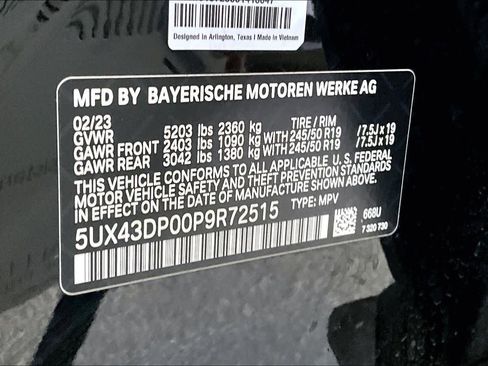 Designed in Arlington, Texas | Made in Vietnam
MFD BY BAYERISCHE MOTOREN WERKE AG
02/23
GVWR 5203 lbs 2360 kg TIRE / RIM
GAWR FRONT 2403 lbs 1090 kg WITH 245/50 R19 /7.5J x 19
GAWR REAR 3042 lbs 1380 kg WITH 245/50 R19 /7.5J x 19
THIS VEHICLE CONFORMS TO ALL APPLICABLE U.S. FEDERAL
MOTOR VEHICLE SAFETY, BUMPER, AND THEFT PREVENTION
STANDARDS IN EFFECT ON THE DATE OF MANUFACTURE
SHOWN ABOVE.
5UX43DP00P9R72515 TYPE: MPV
668U
7 320 730